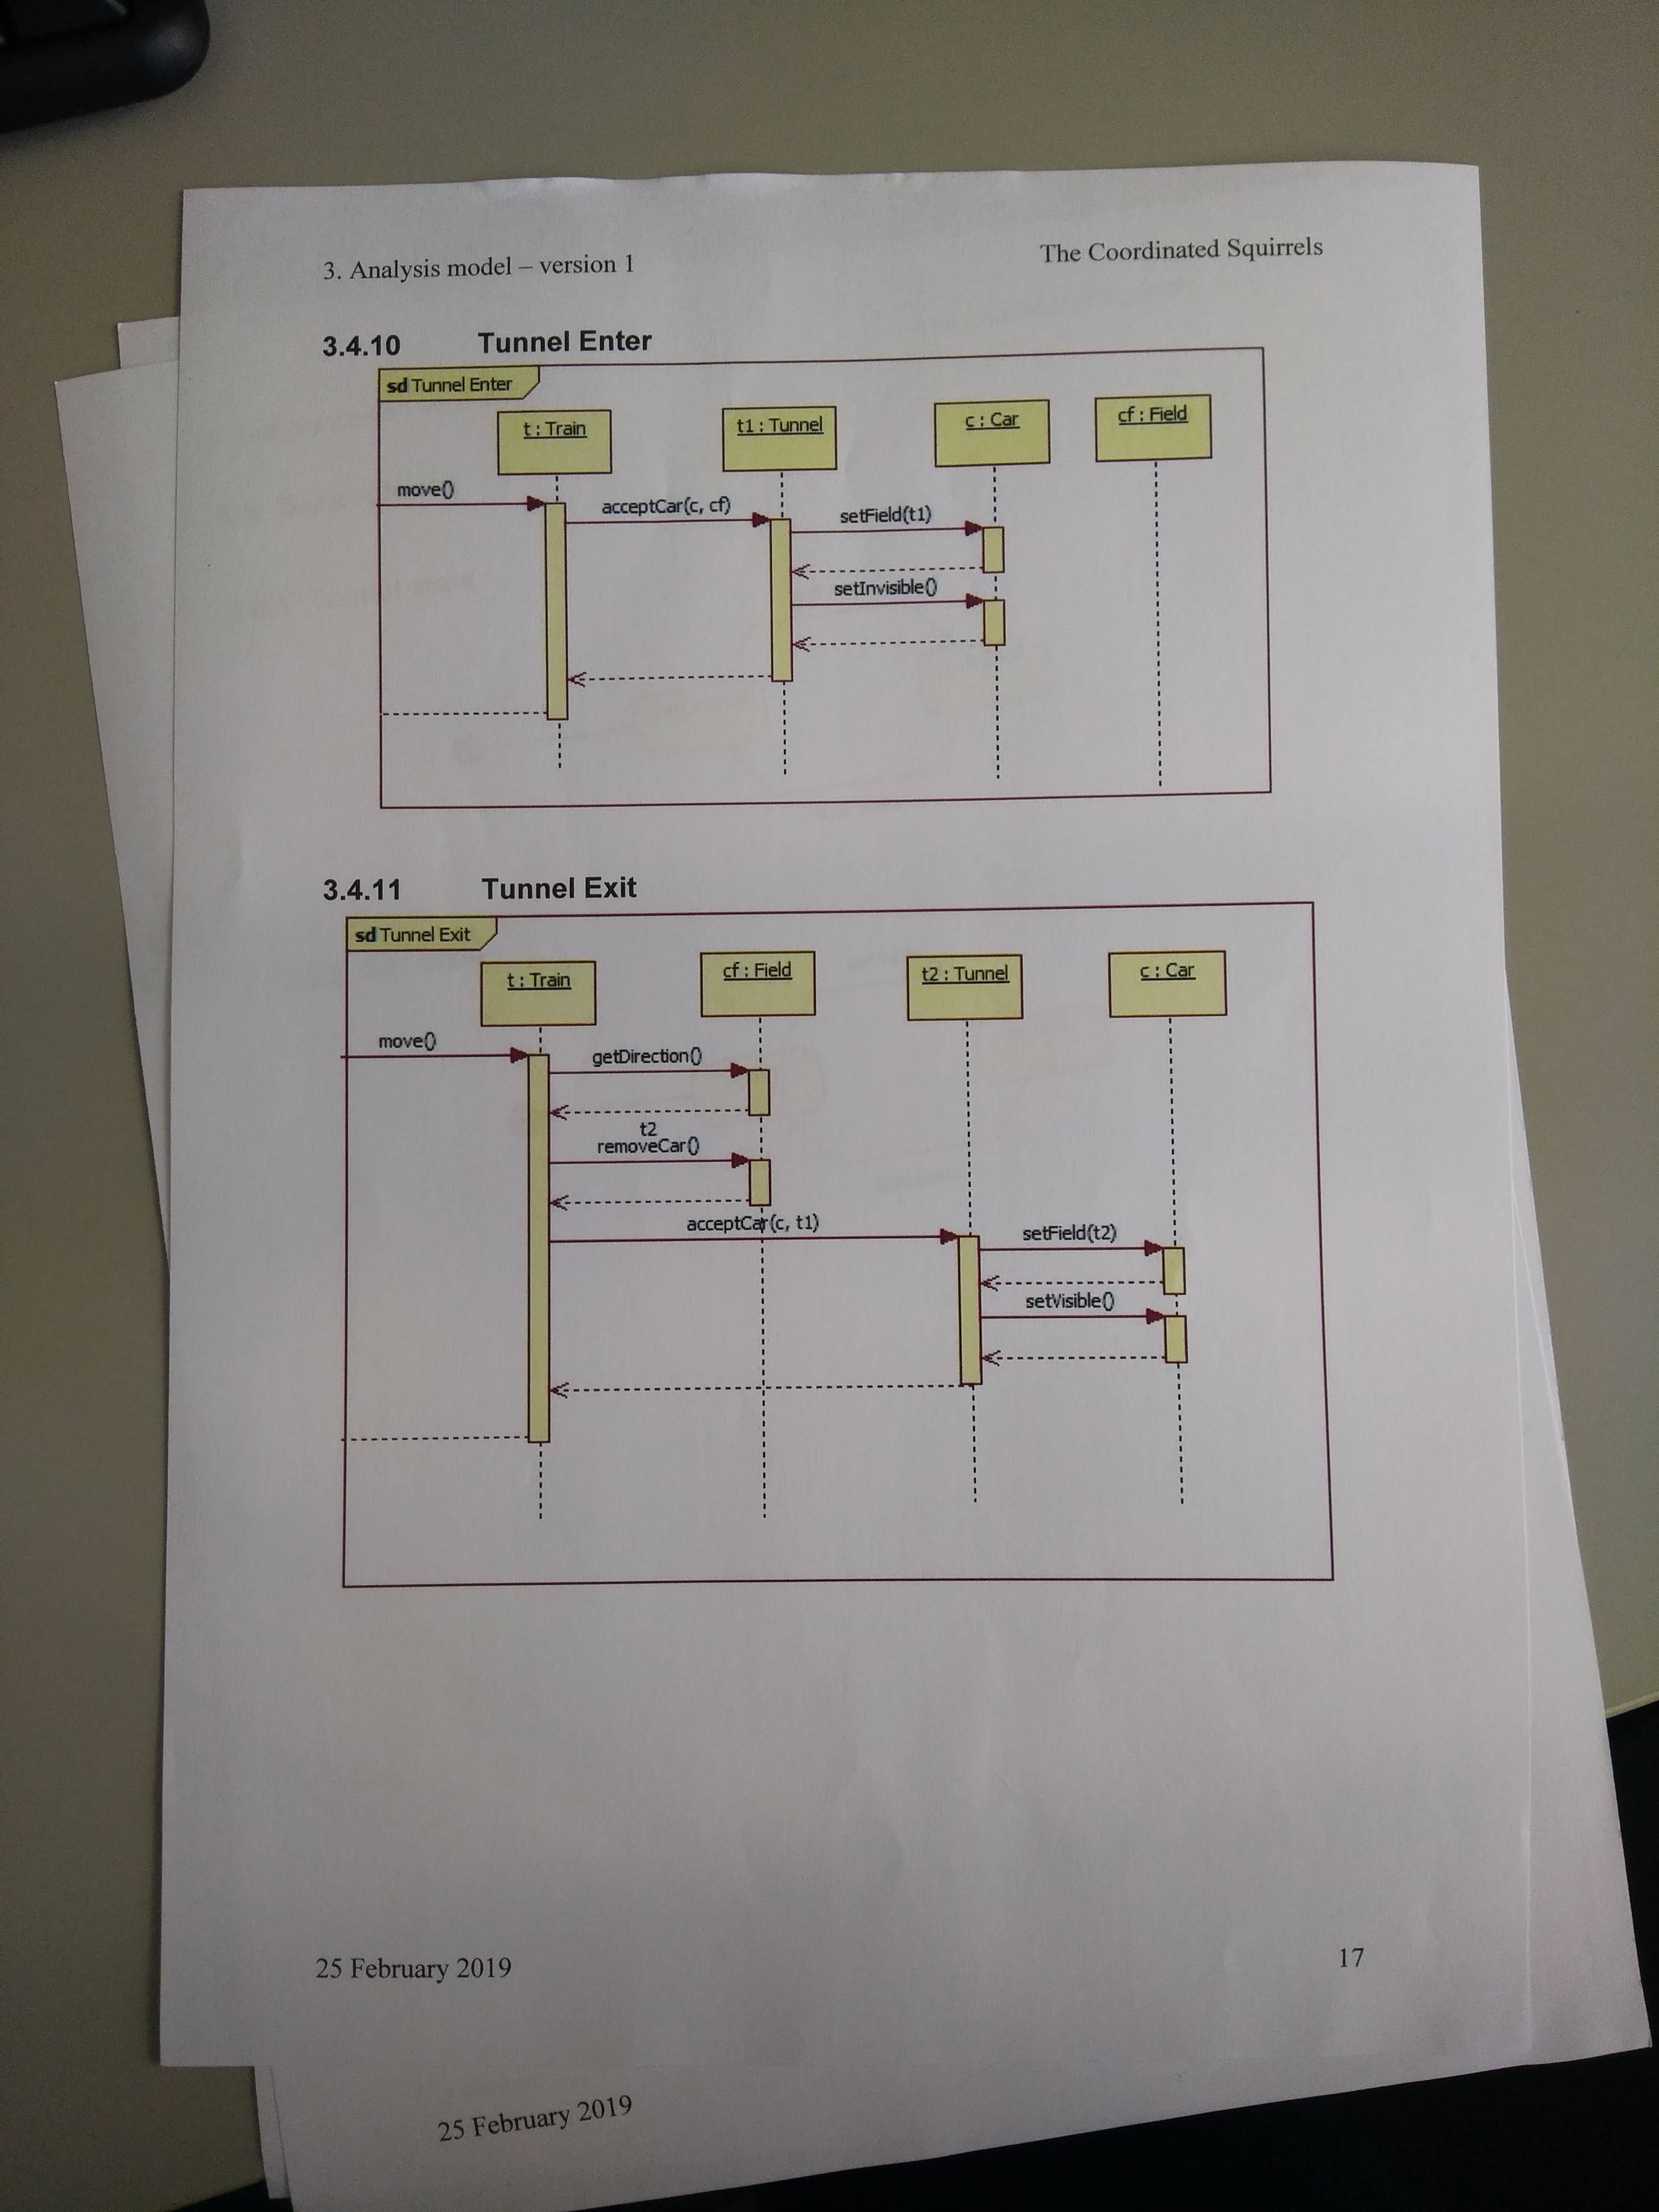 3. Analysis model – version 1
The Coordinated Squirrels
3.4.10 Tunnel Enter
sd Tunnel Enter
t : Train
t1 : Tunnel
c : Car
cf : Field
move()
acceptCar(c, cf)
setField(t1)
setInvisible()
3.4.11 Tunnel Exit
sd Tunnel Exit
t : Train
cf : Field
t2 : Tunnel
c : Car
move()
getDirection()
t2
removeCar()
acceptCar(c, t1)
setField(t2)
setVisible()
25 February 2019
17
25 February 2019